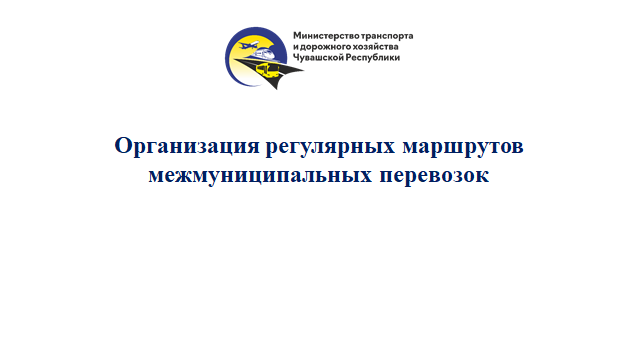 Министерство транспорта
и дорожного хозяйства
Чувашской Республики
Организация регулярных маршрутов
межмуниципальных перевозок